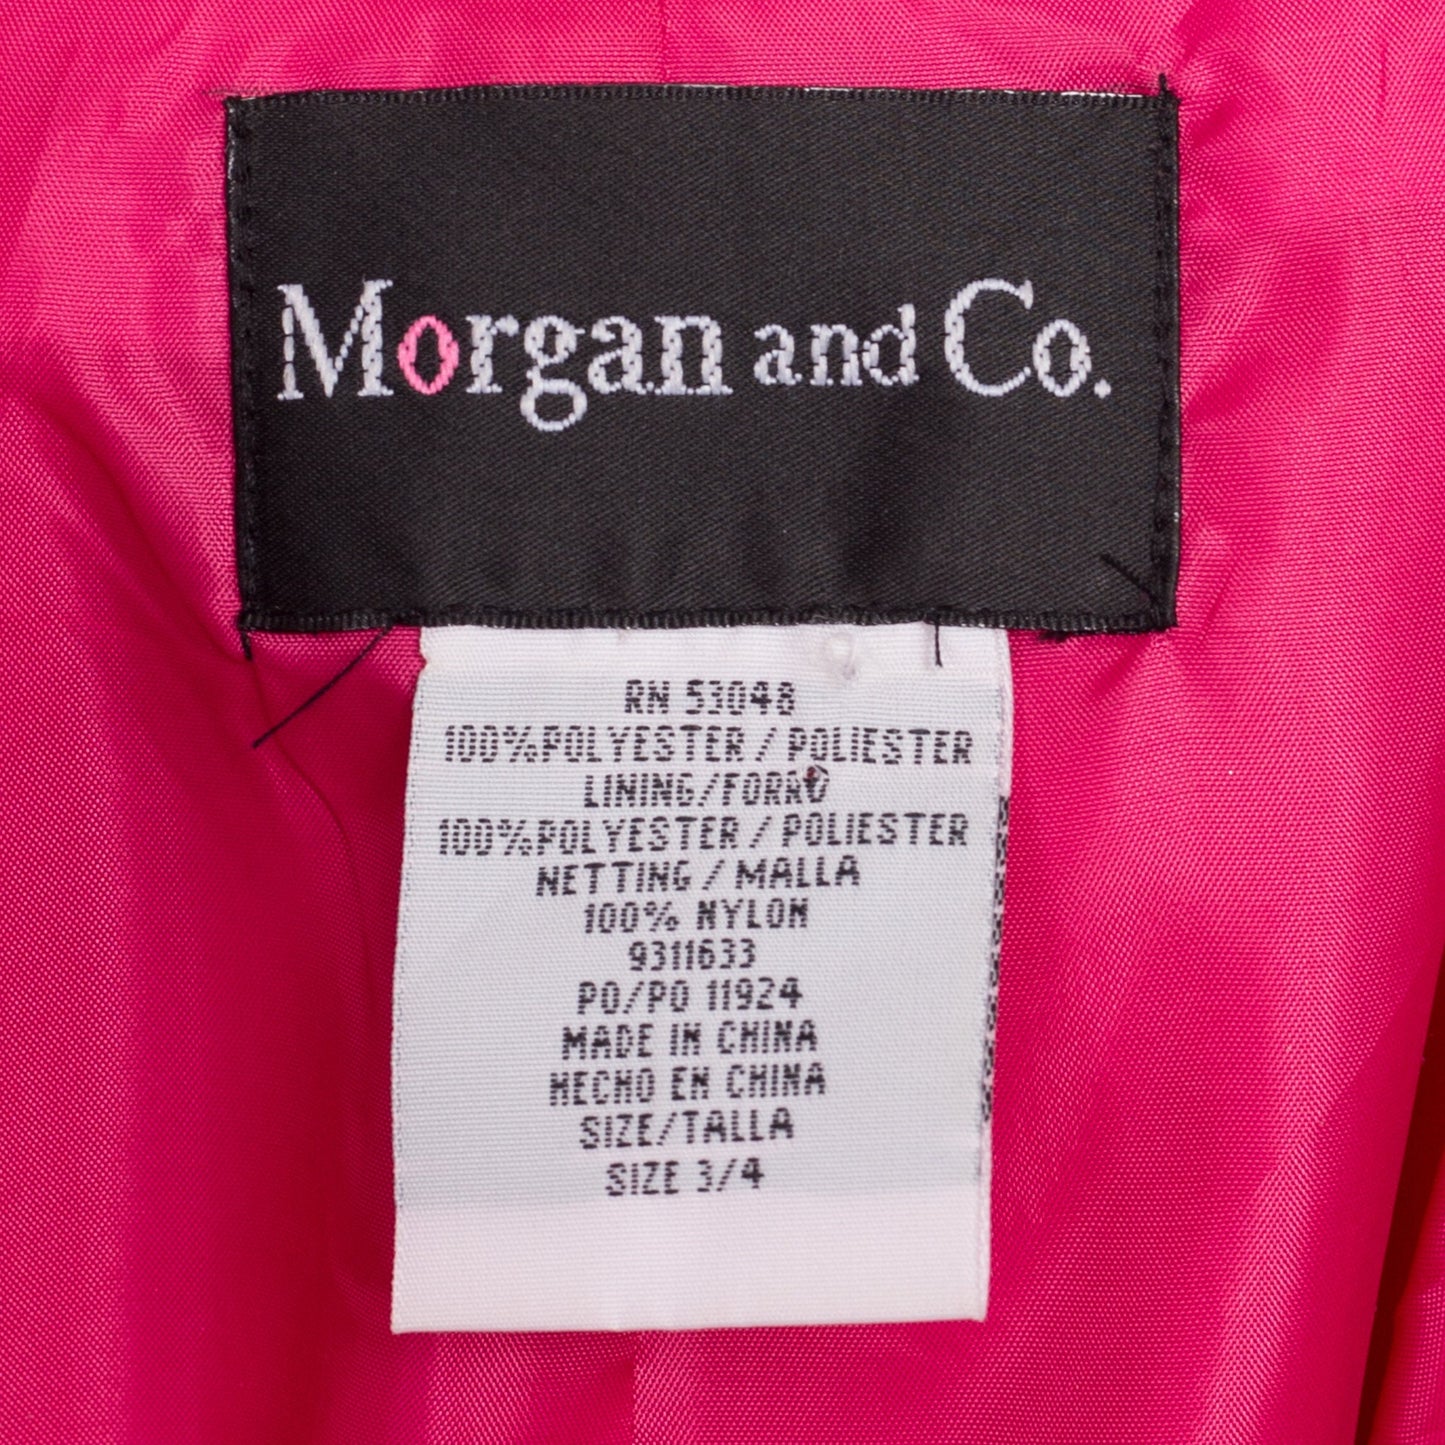 Morgan and Co.
RN 53048
100%POLYESTER / POLIESTER
LINING/FORRO
100%POLYESTER / POLIESTER
NETTING / MALLA
100% NYLON
9311633
PO/PO 11924
MADE IN CHINA
HECHO EN CHINA
SIZE/TALLA
SIZE 3/4